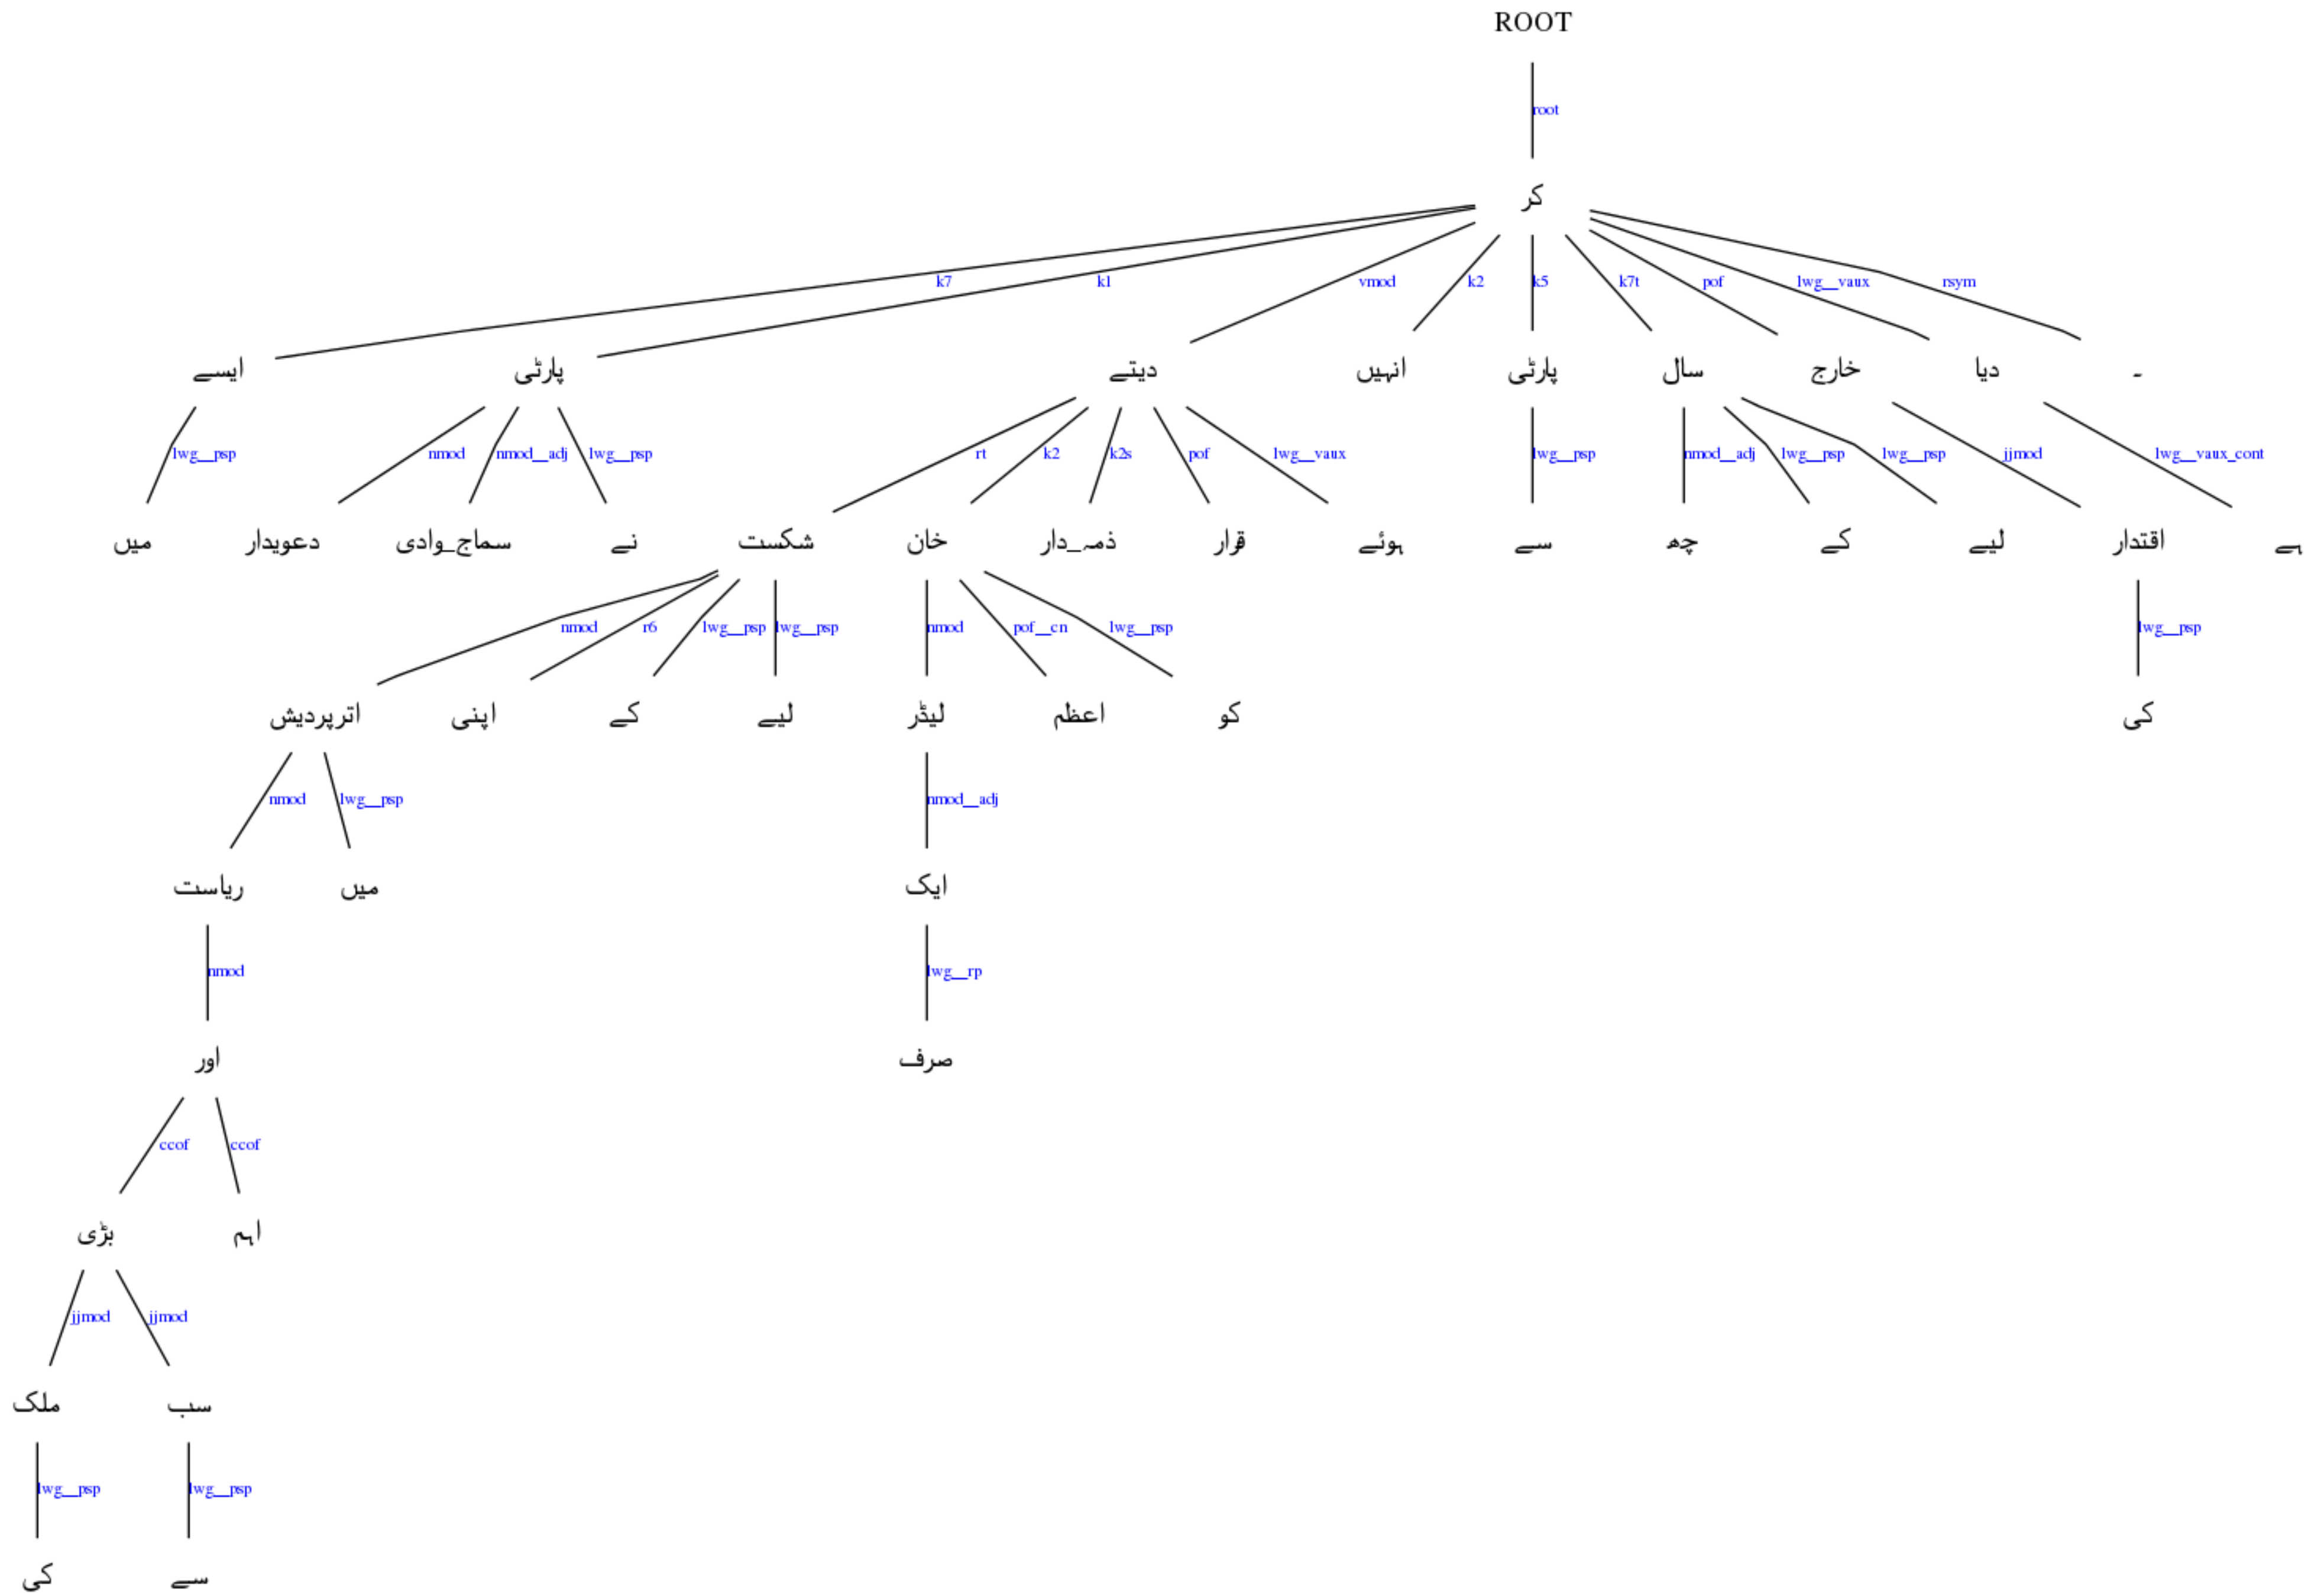 ROOT
root
کر
k7 k1 vmod k2 k5 k7t pof lwg__vaux rsym
ایسے پارٹی دیتے انہیں پارٹی سال خارج دیا ۔
lwg__psp nmod nmod__adj lwg__psp rt k2 k2s pof lwg__vaux lwg__psp nmod__adj lwg__psp lwg__psp jjmod lwg__vaux_cont
میں دعویدار سماج_وادی نے شکست خان ذمہ_دار قرار ہوئے سے چھ کے لیے اقتدار ہے
nmod r6 lwg__psp lwg__psp nmod pof__cn lwg__psp lwg__psp
اترپردیش اپنی کے لیے لیڈر اعظم کو کی
nmod lwg__psp nmod__adj
ریاست میں ایک
nmod lwg__rp
اور صرف
ccof ccof
بڑی اہم
jjmod jjmod
ملک سب
lwg__psp lwg__psp
کی سے